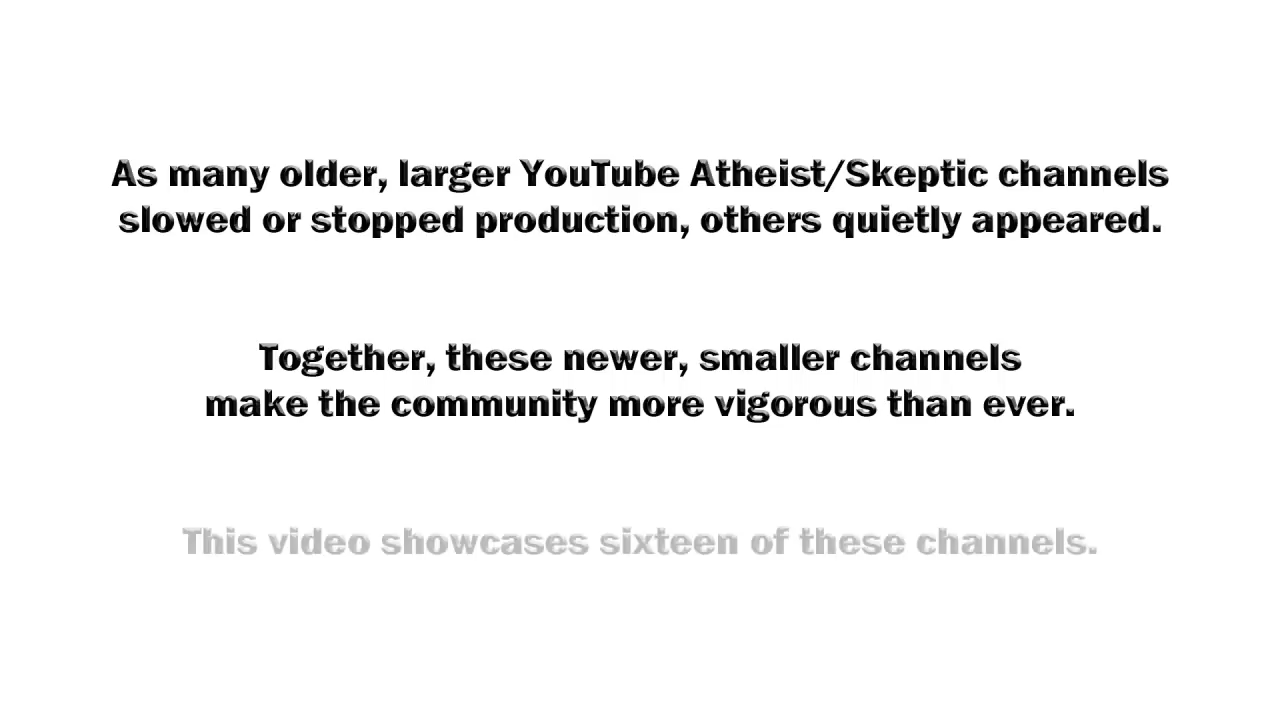 As many older, larger YouTube Atheist/Skeptic channels
slowed or stopped production, others quietly appeared.
Together, these newer, smaller channels
make the community more vigorous than ever.
This video showcases sixteen of these channels.